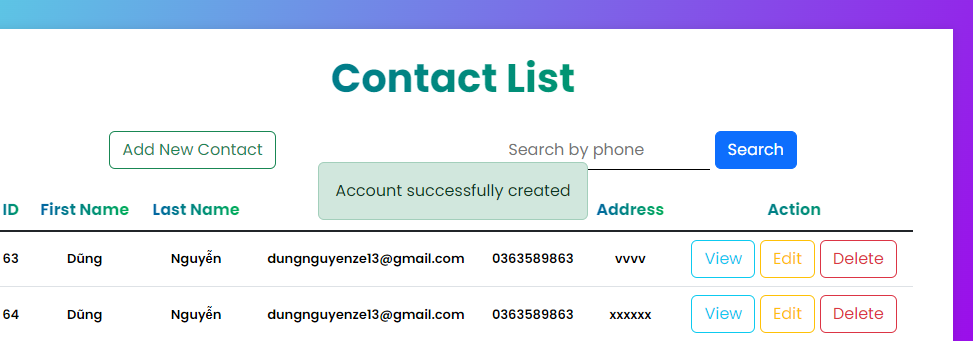 Contact List
Add New Contact
Search by phone
Search
Account successfully created
ID First Name Last Name Address Action
63 Dũng Nguyễn dungnguyenze13@gmail.com 0363589863 vvvv View Edit Delete
64 Dũng Nguyễn dungnguyenze13@gmail.com 0363589863 xxxxxx View Edit Delete